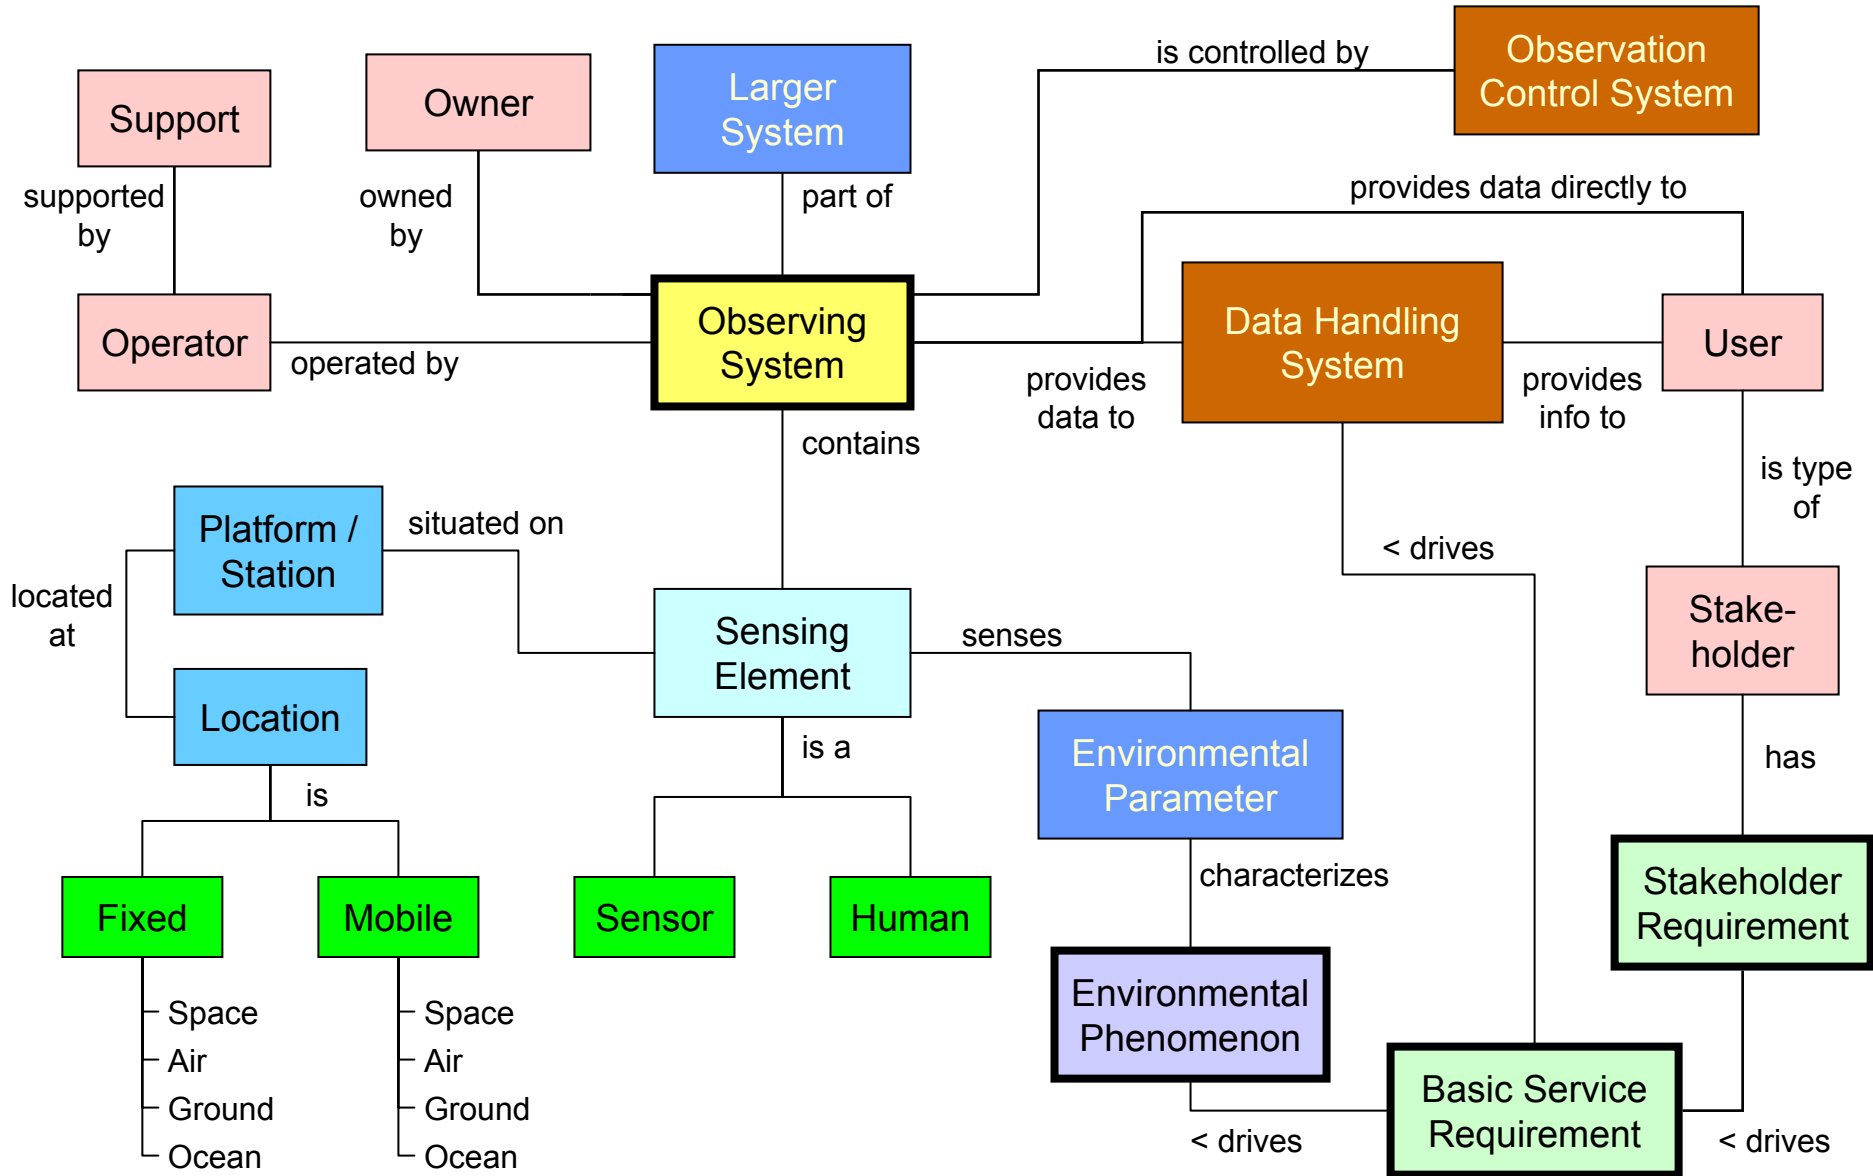 Observation
Control System
is controlled by
Larger
System
Owner
Support
supported
by
owned
by
part of
provides data directly to
Observing
System
Data Handling
System
User
Operator
operated by
provides
data to
provides
info to
contains
is type
of
Platform /
Station
situated on
< drives
located
at
Sensing
Element
senses
Stake-
holder
Location
is a
Environmental
Parameter
has
is
characterizes
Stakeholder
Requirement
Fixed
Mobile
Sensor
Human
Environmental
Phenomenon
Space
Air
Ground
Ocean
Space
Air
Ground
Ocean
Basic Service
Requirement
< drives
< drives